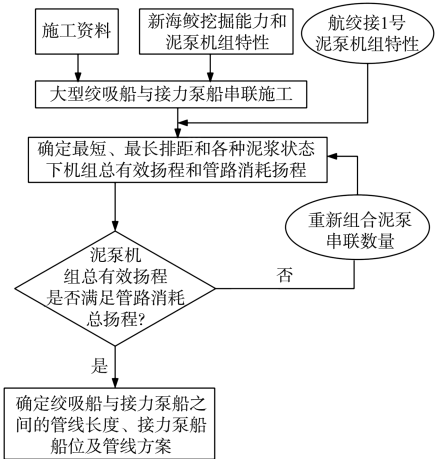 施工资料
新海鲛挖掘能力和
泥泵机组特性
航绞接1号
泥泵机组特性
大型绞吸船与接力泵船串联施工
确定最短、最长排距和各种泥浆状态
下机组总有效扬程和管路消耗扬程
重新组合泥泵
串联数量
泥泵机
组总有效扬程
是否满足管路消耗
总扬程?
否
是
确定绞吸船与接力泵船之
间的管线长度、接力泵船
船位及管线方案